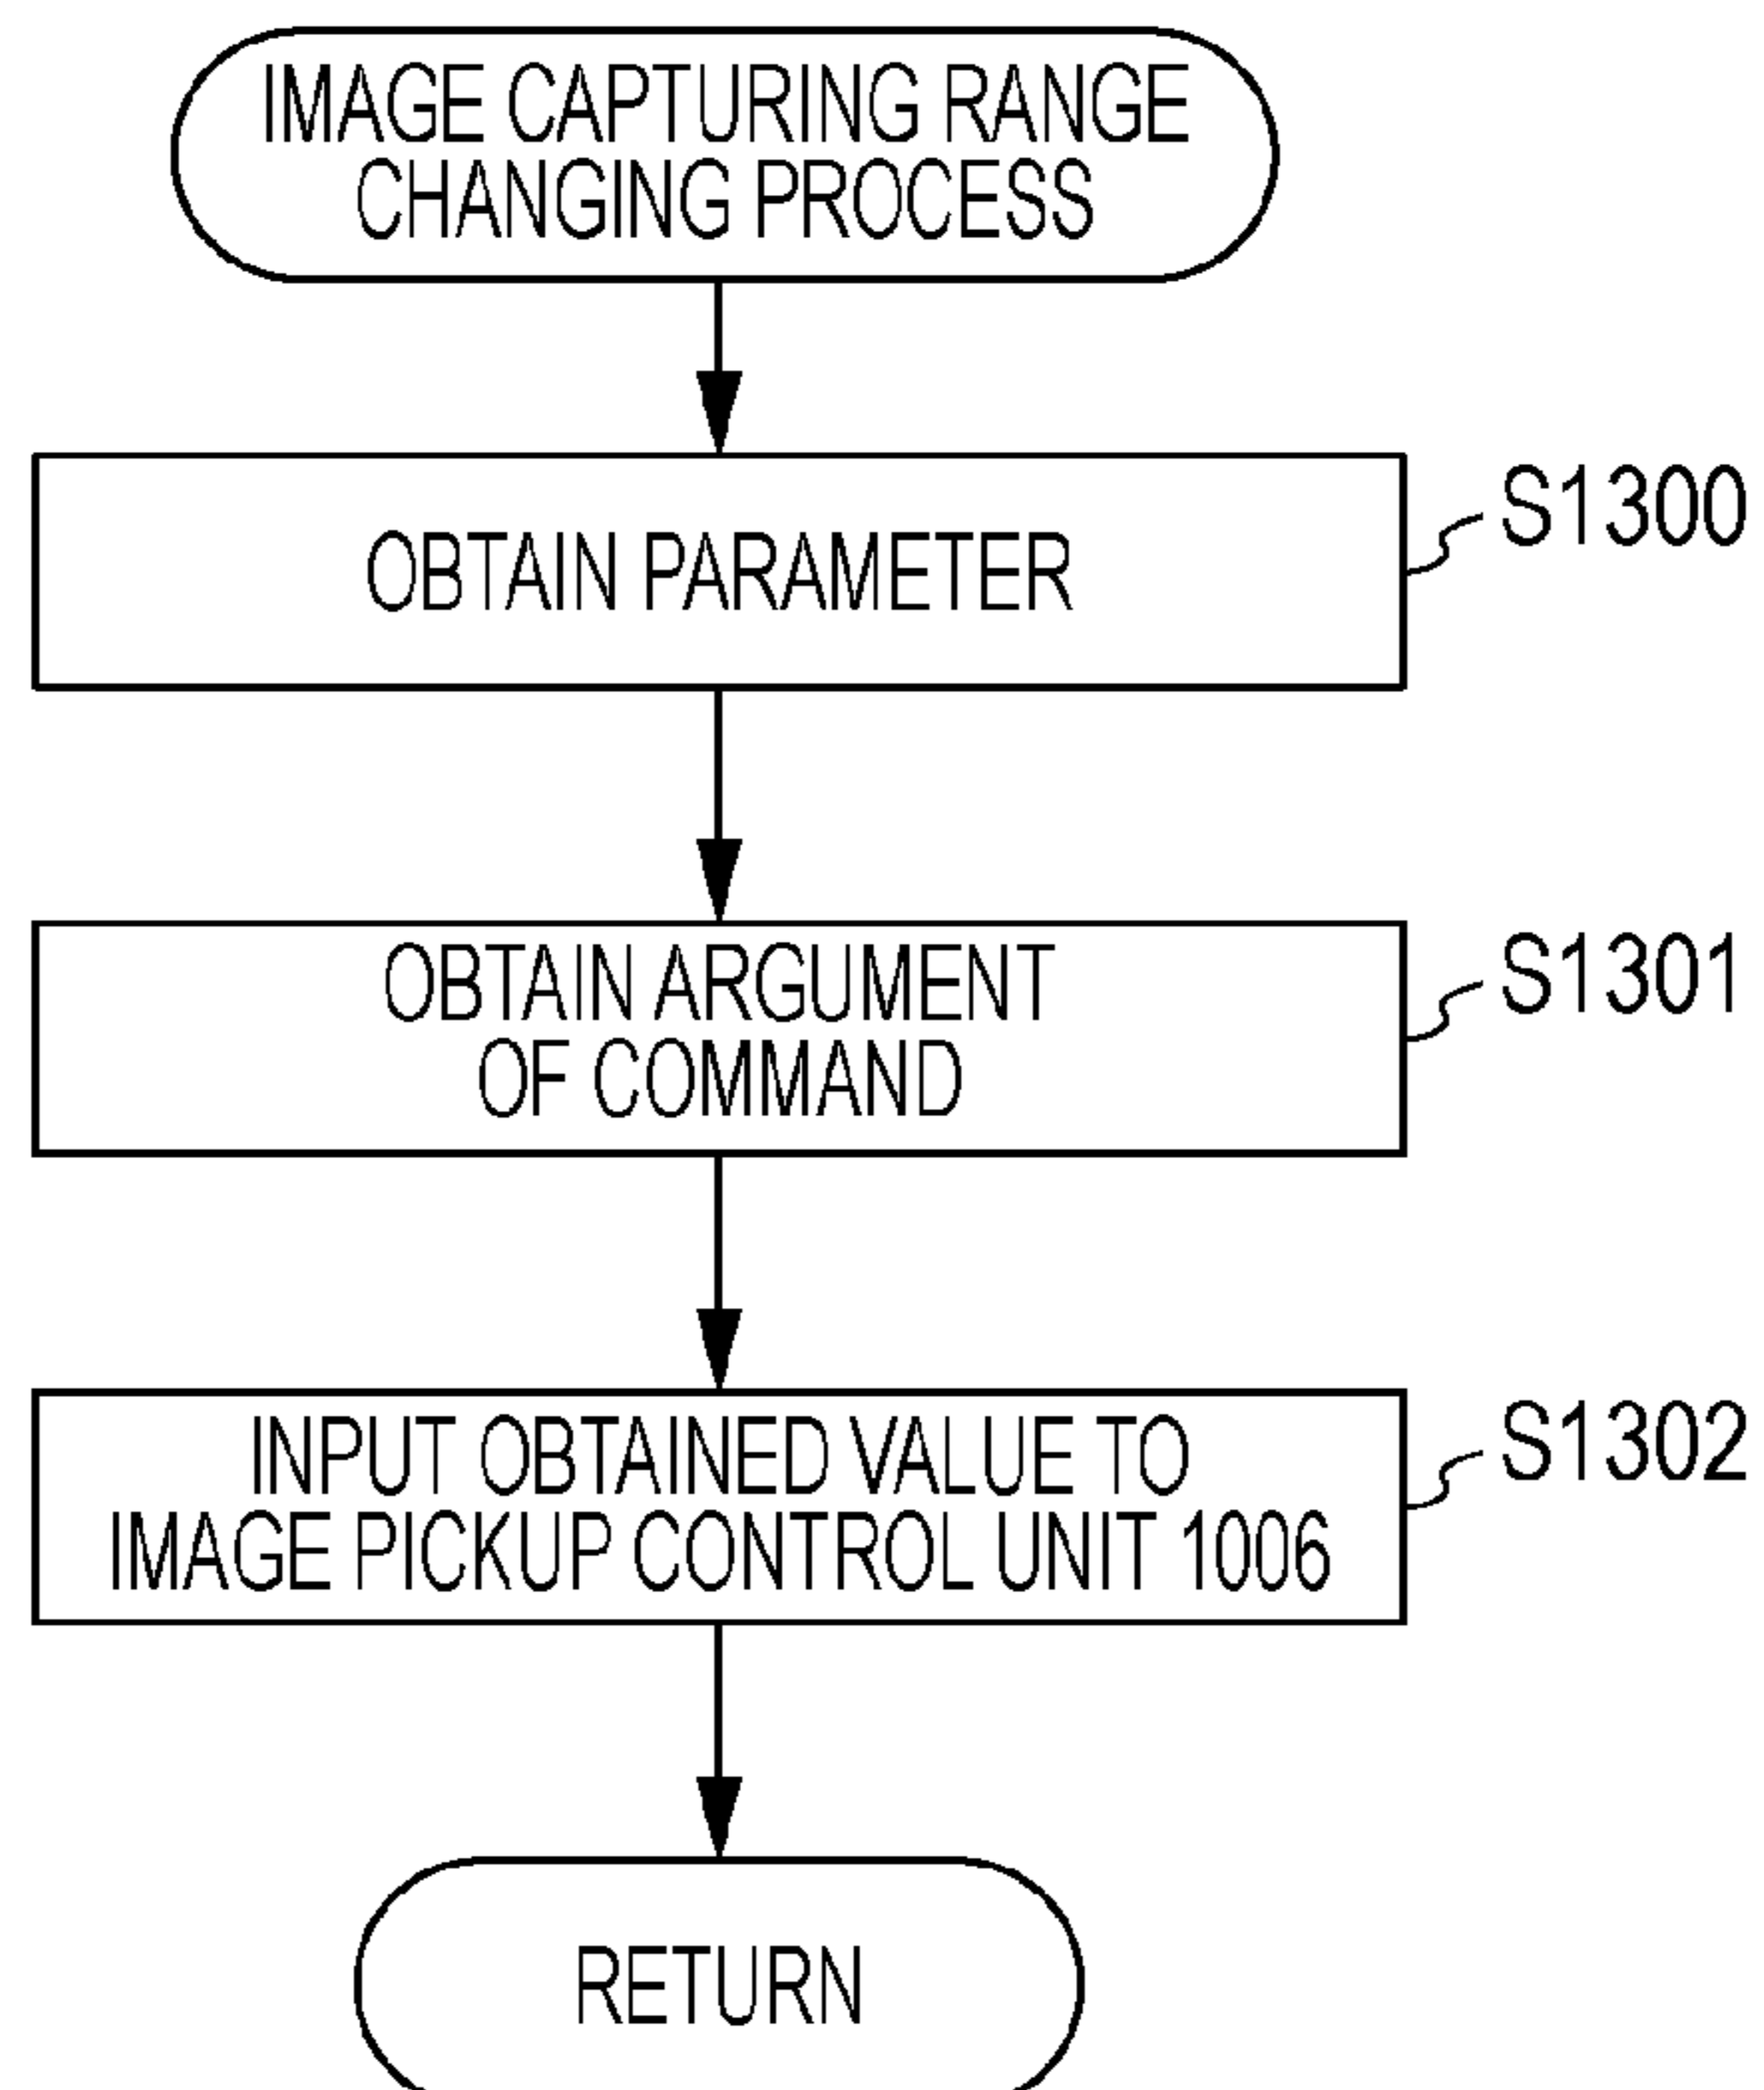 IMAGE CAPTURING RANGE
CHANGING PROCESS
OBTAIN PARAMETER
S1300
OBTAIN ARGUMENT
OF COMMAND
S1301
INPUT OBTAINED VALUE TO
IMAGE PICKUP CONTROL UNIT 1006
S1302
RETURN